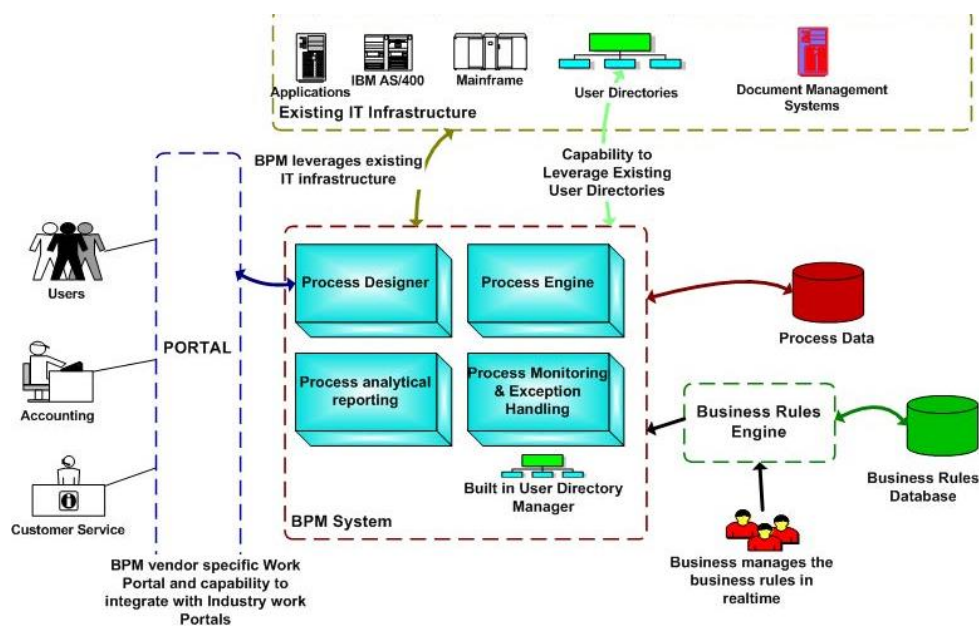 Applications
IBM AS/400
Mainframe
User Directories
Document Management
Systems
Existing IT Infrastructure
BPM leverages existing
IT infrastructure
Capability to
Leverage Existing
User Directories
Users
Accounting
Customer Service
PORTAL
BPM vendor specific Work
Portal and capability to
integrate with Industry work
Portals
Process Designer
Process Engine
Process analytical
reporting
Process Monitoring
& Exception
Handling
Built in User Directory
Manager
BPM System
Process Data
Business Rules
Engine
Business Rules
Database
Business manages the
business rules in
realtime